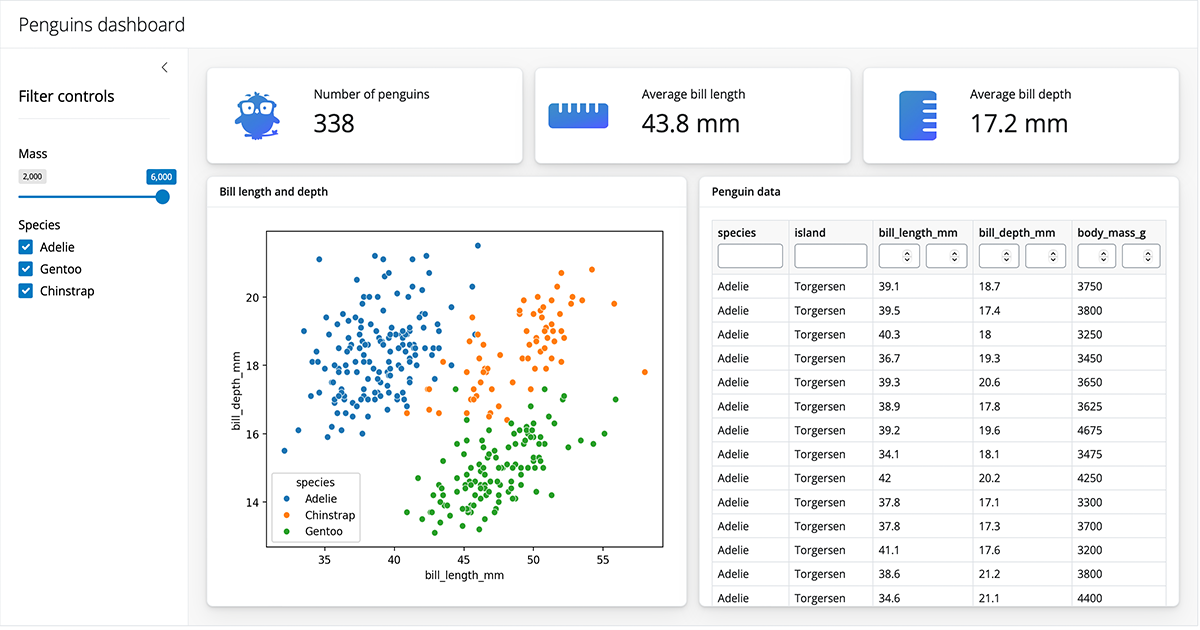 Penguins dashboard
Filter controls
Mass
2,000 6,000
Species
Adelie
Gentoo
Chinstrap
Number of penguins
338
Average bill length
43.8 mm
Average bill depth
17.2 mm
Bill length and depth
bill_depth_mm
20
18
16
14
species
Adelie
Chinstrap
Gentoo
35 40 45 50 55
bill_length_mm
Penguin data
species island bill_length_mm bill_depth_mm body_mass_g
Adelie Torgersen 39.1 18.7 3750
Adelie Torgersen 39.5 17.4 3800
Adelie Torgersen 40.3 18 3250
Adelie Torgersen 36.7 19.3 3450
Adelie Torgersen 39.3 20.6 3650
Adelie Torgersen 38.9 17.8 3625
Adelie Torgersen 39.2 19.6 4675
Adelie Torgersen 34.1 18.1 3475
Adelie Torgersen 42 20.2 4250
Adelie Torgersen 37.8 17.1 3300
Adelie Torgersen 37.8 17.3 3700
Adelie Torgersen 41.1 17.6 3200
Adelie Torgersen 38.6 21.2 3800
Adelie Torgersen 34.6 21.1 4400